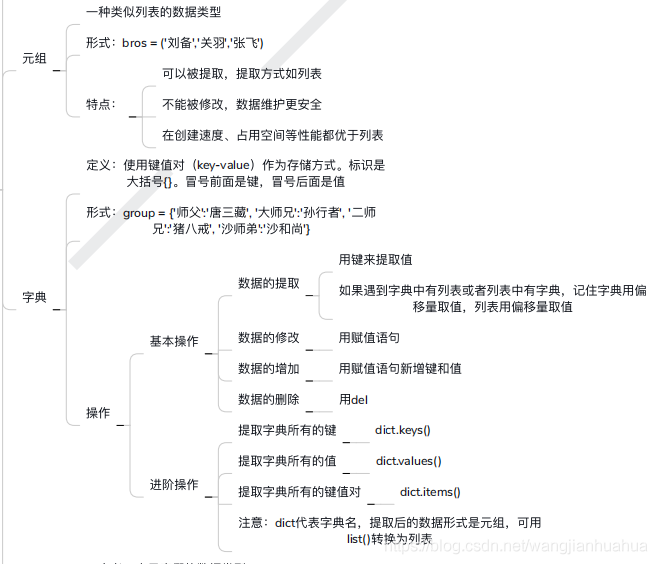 一种类似列表的数据类型
元组
形式：bros = ('刘备','关羽','张飞')
可以被提取，提取方式如列表
特点：
不能被修改，数据维护更安全
在创建速度、占用空间等性能都优于列表
定义：使用键值对（key-value）作为存储方式。标识是
大括号{}。冒号前面是键，冒号后面是值
形式：group = {'师父':'唐三藏', '大师兄':'孙行者', '二师
兄':'猪八戒', '沙师弟':'沙和尚'}
字典
用键来提取值
数据的提取
如果遇到字典中有列表或者列表中有字典，记住字典用偏
移量取值，列表用偏移量取值
基本操作
数据的修改
用赋值语句
数据的增加
用赋值语句新增键和值
数据的删除
用del
操作
提取字典所有的键
dict.keys()
提取字典所有的值
dict.values()
进阶操作
提取字典所有的键值对
dict.items()
注意：dict代表字典名，提取后的数据形式是元组，可用
list()转换为列表
https://blog.csdn.net/wangjianhuahua